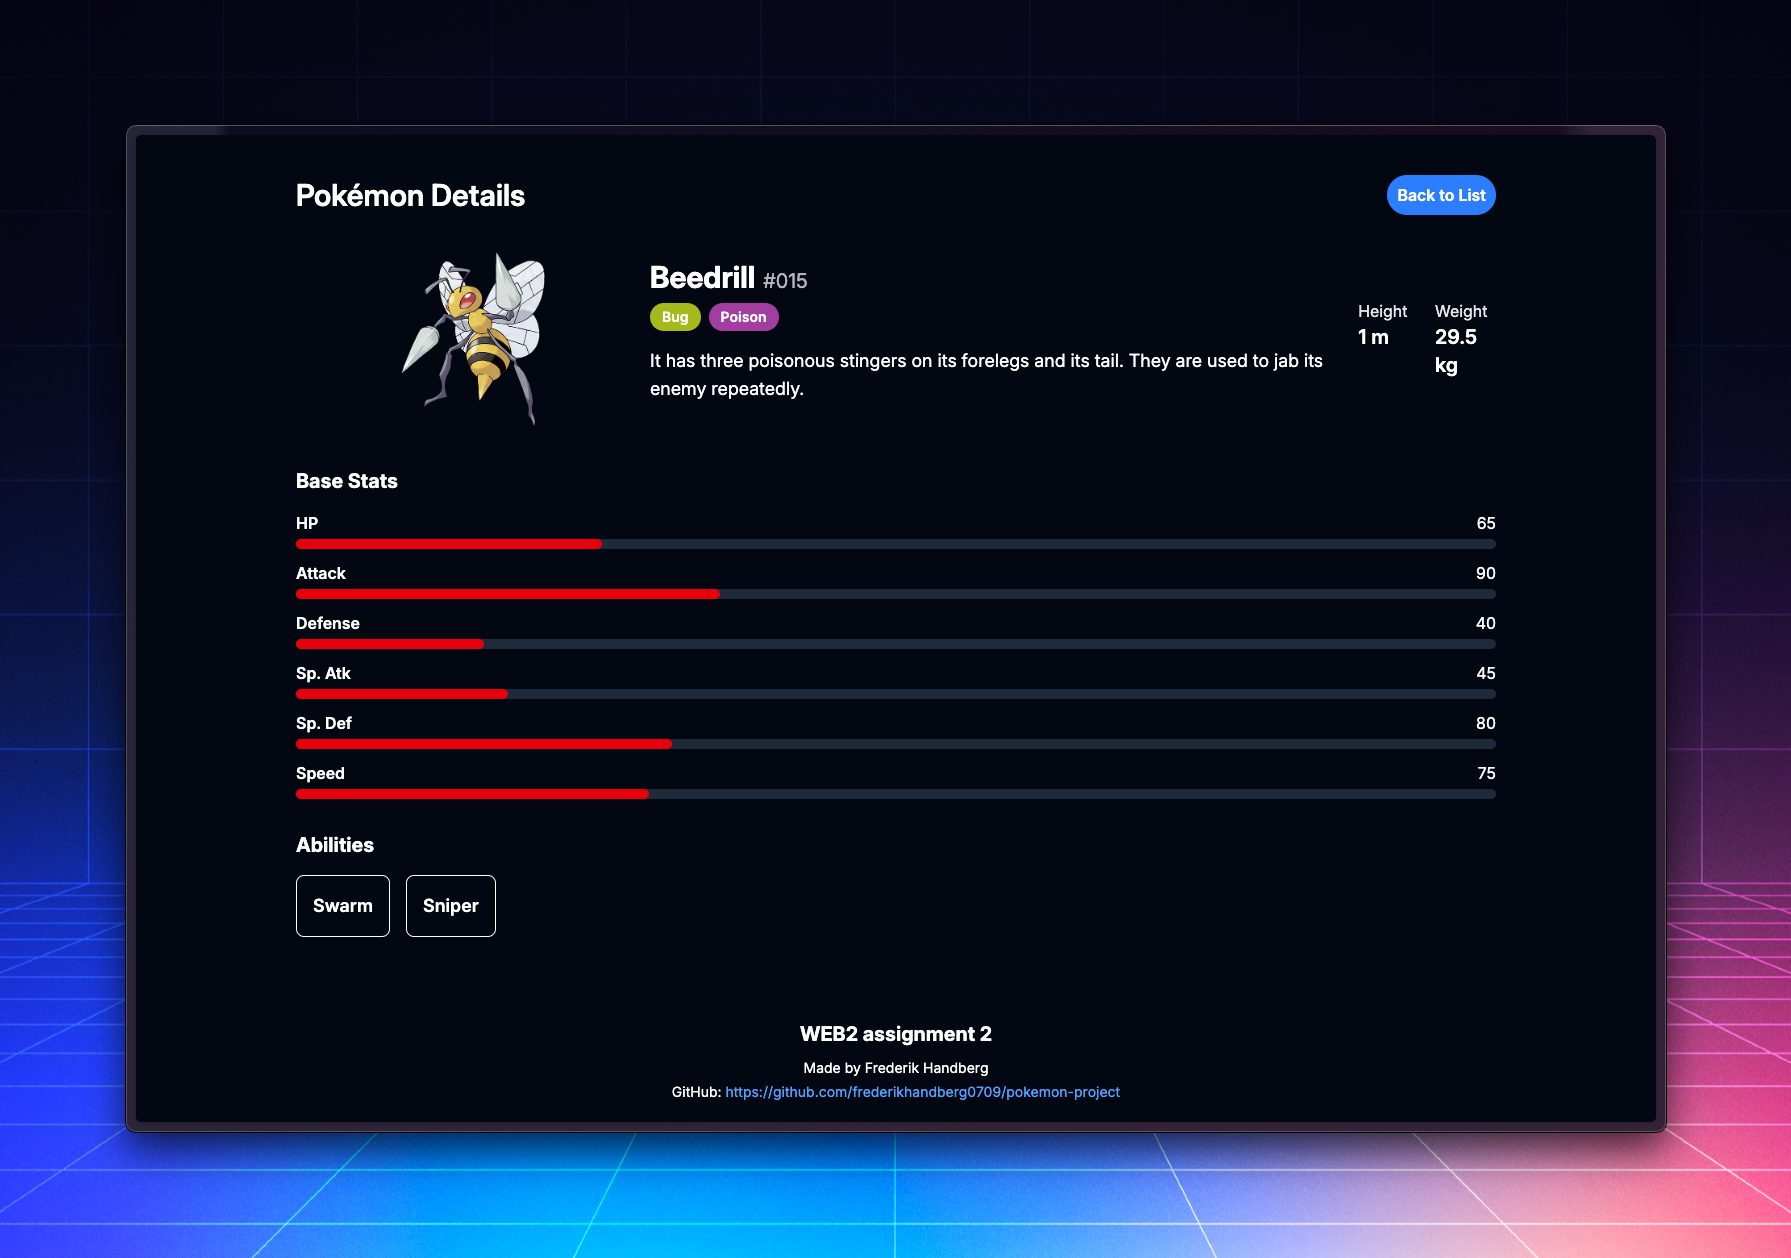 Pokémon Details
Back to List
Beedrill #015
Bug Poison
It has three poisonous stingers on its forelegs and its tail. They are used to jab its
enemy repeatedly.
Height
1 m
Weight
29.5
kg
Base Stats
HP 65
Attack 90
Defense 40
Sp. Atk 45
Sp. Def 80
Speed 75
Abilities
Swarm Sniper
WEB2 assignment 2
Made by Frederik Handberg
GitHub: https://github.com/frederikhandberg0709/pokemon-project